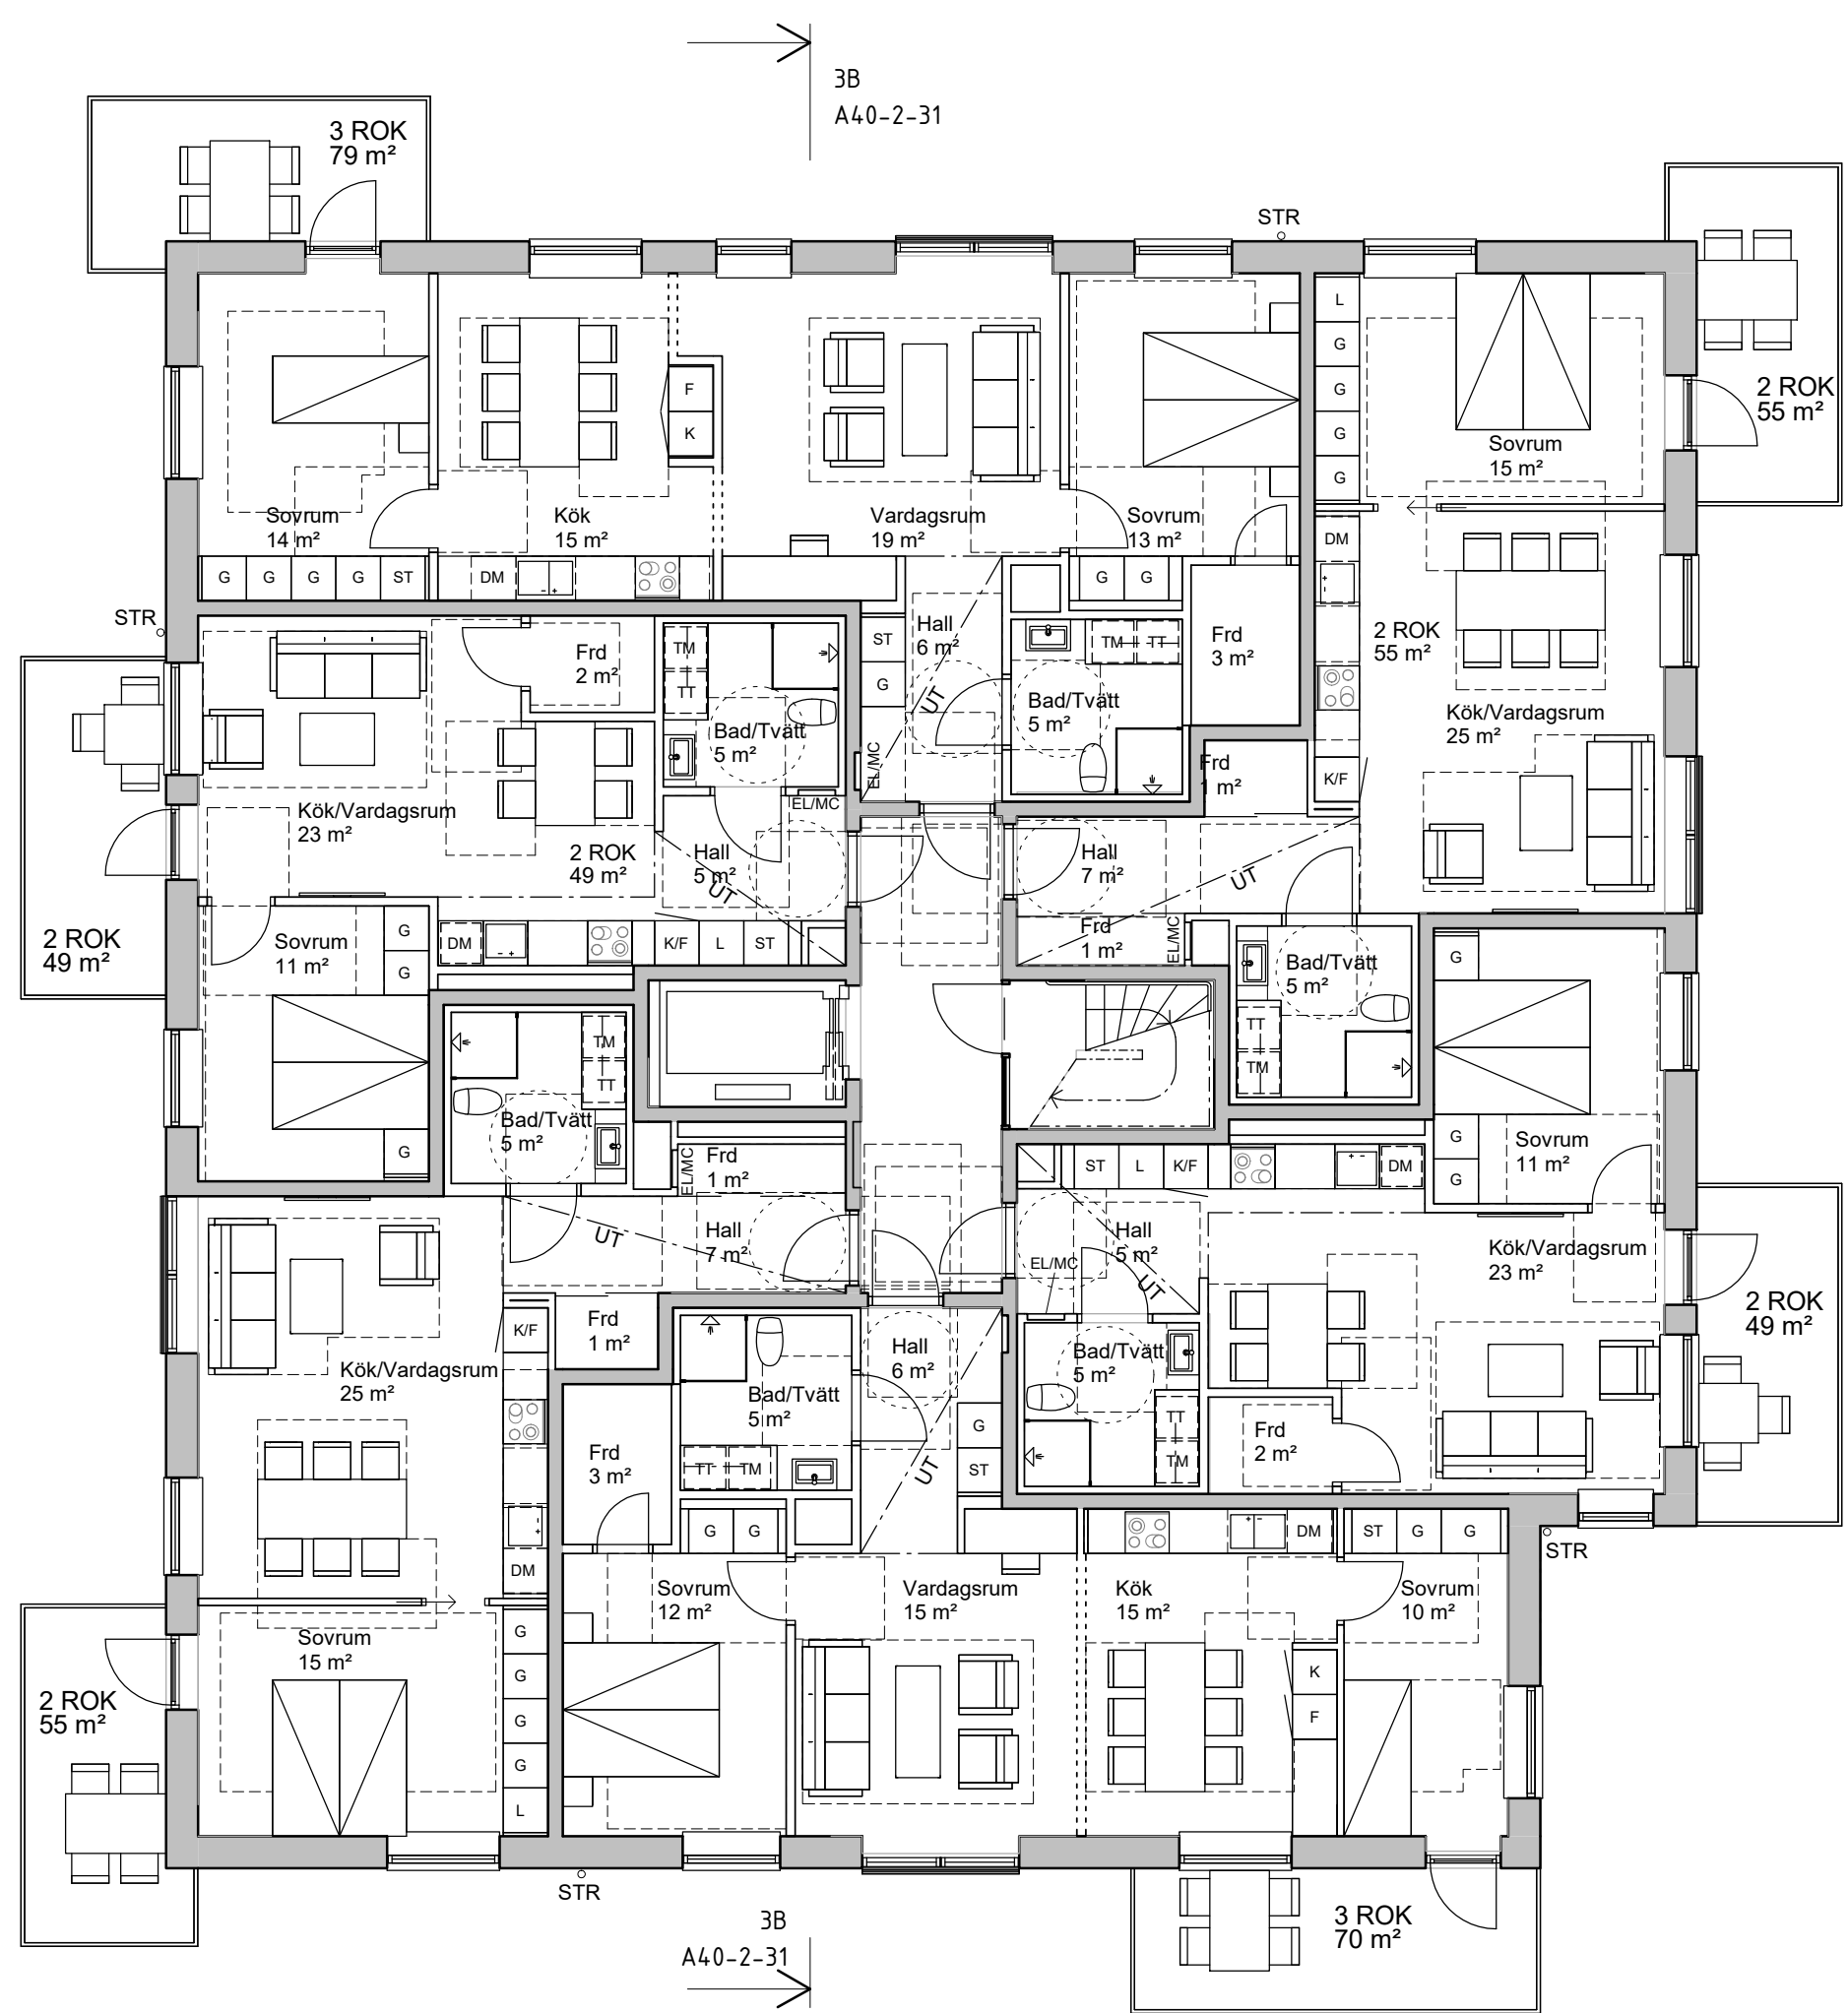 3B
A40-2-31
3 ROK
79 m²
STR
2 ROK
55 m²
Sovrum
14 m²
G
G
G
G
ST
Kök
15 m²
F
K
DM
Vardagsrum
19 m²
Sovrum
13 m²
G
G
L
G
G
G
G
Sovrum
15 m²
DM
2 ROK
55 m²
Kök/Vardagsrum
25 m²
K/F
STR
Frd
2 m²
TM
TT
Bad/Tvätt
5 m²
EL/MC
Hall
6 m²
ST
G
UT
EL/MC
TM
TT
Bad/Tvätt
5 m²
Frd
3 m²
Frd
1 m²
Kök/Vardagsrum
23 m²
2 ROK
49 m²
Hall
5 m²
UT
Hall
7 m²
UT
2 ROK
49 m²
Sovrum
11 m²
G
G
G
DM
K/F
L
ST
Frd
1 m²
EL/MC
Bad/Tvätt
5 m²
TT
TM
G
G
G
Sovrum
11 m²
TM
TT
Bad/Tvätt
5 m²
EL/MC
Frd
1 m²
ST
L
K/F
DM
Hall
7 m²
UT
Hall
5 m²
EL/MC
UT
Kök/Vardagsrum
23 m²
2 ROK
49 m²
K/F
Frd
1 m²
Kök/Vardagsrum
25 m²
Hall
6 m²
Bad/Tvätt
5 m²
TT
TM
UT
G
ST
Bad/Tvätt
5 m²
TT
TM
Frd
2 m²
Frd
3 m²
DM
G
G
DM
ST
G
G
STR
Sovrum
12 m²
Vardagsrum
15 m²
Kök
15 m²
Sovrum
10 m²
K
F
Sovrum
15 m²
G
G
G
G
L
2 ROK
55 m²
STR
3B
A40-2-31
3 ROK
70 m²